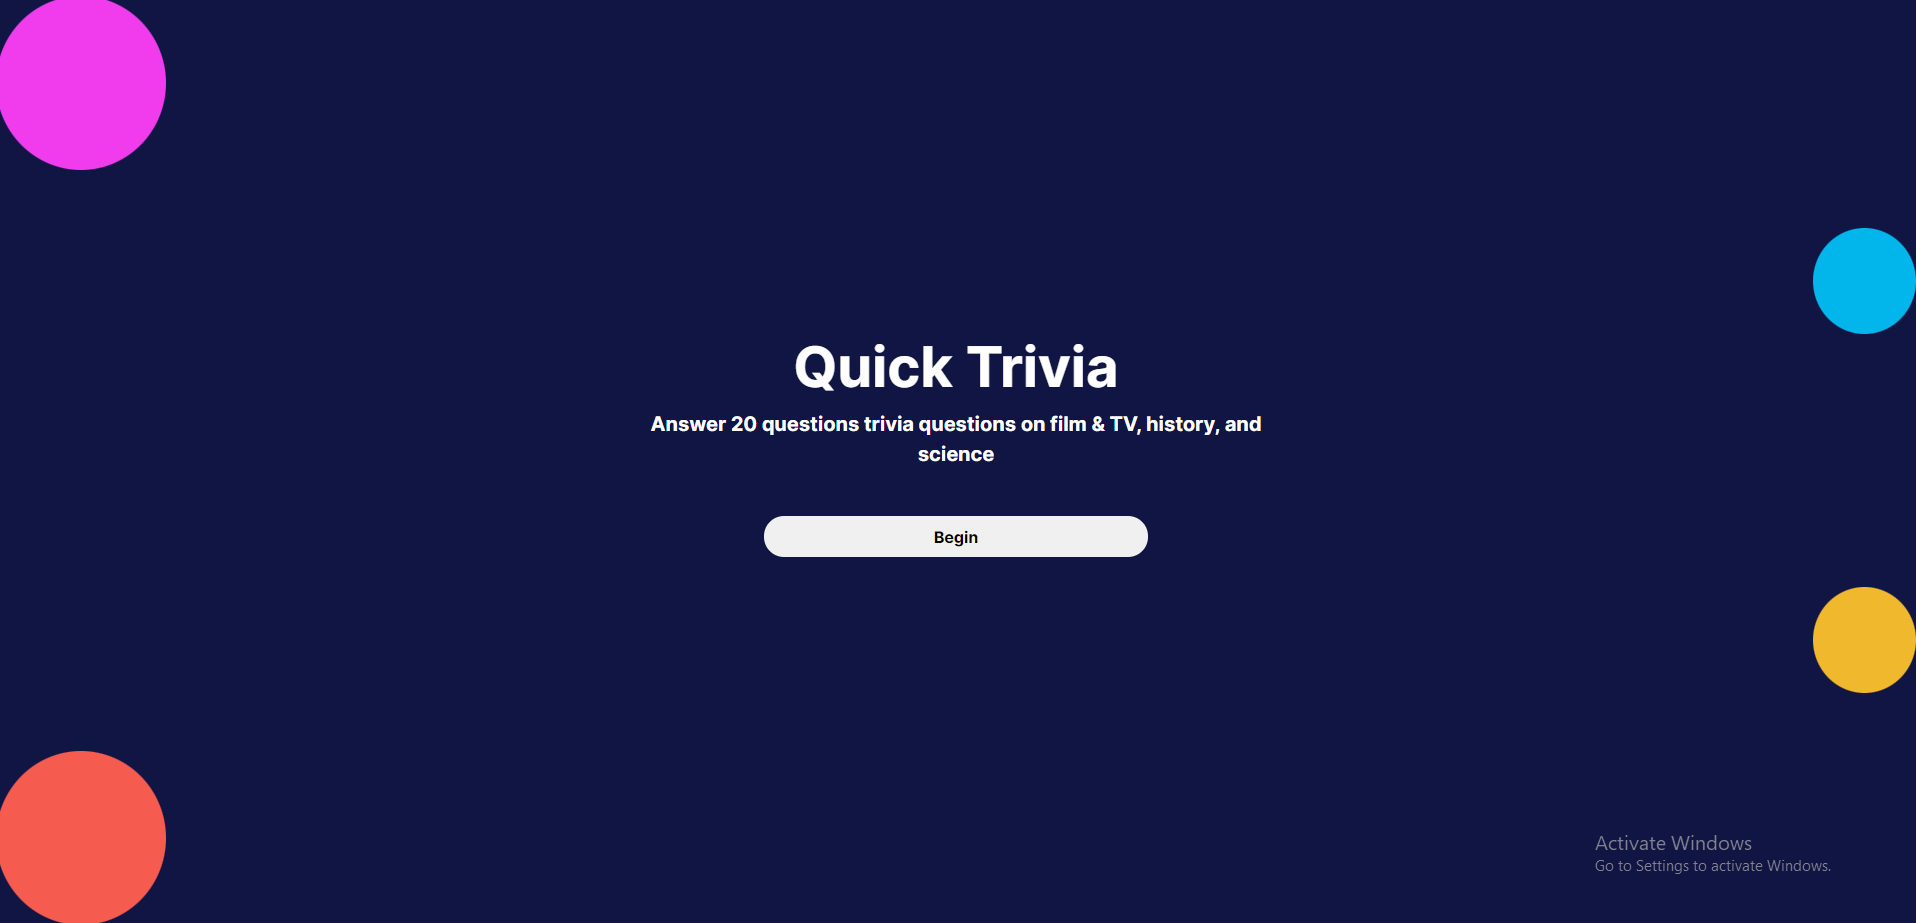 Quick Trivia
Answer 20 questions trivia questions on film & TV, history, and
science
Begin
Activate Windows
Go to Settings to activate Windows.